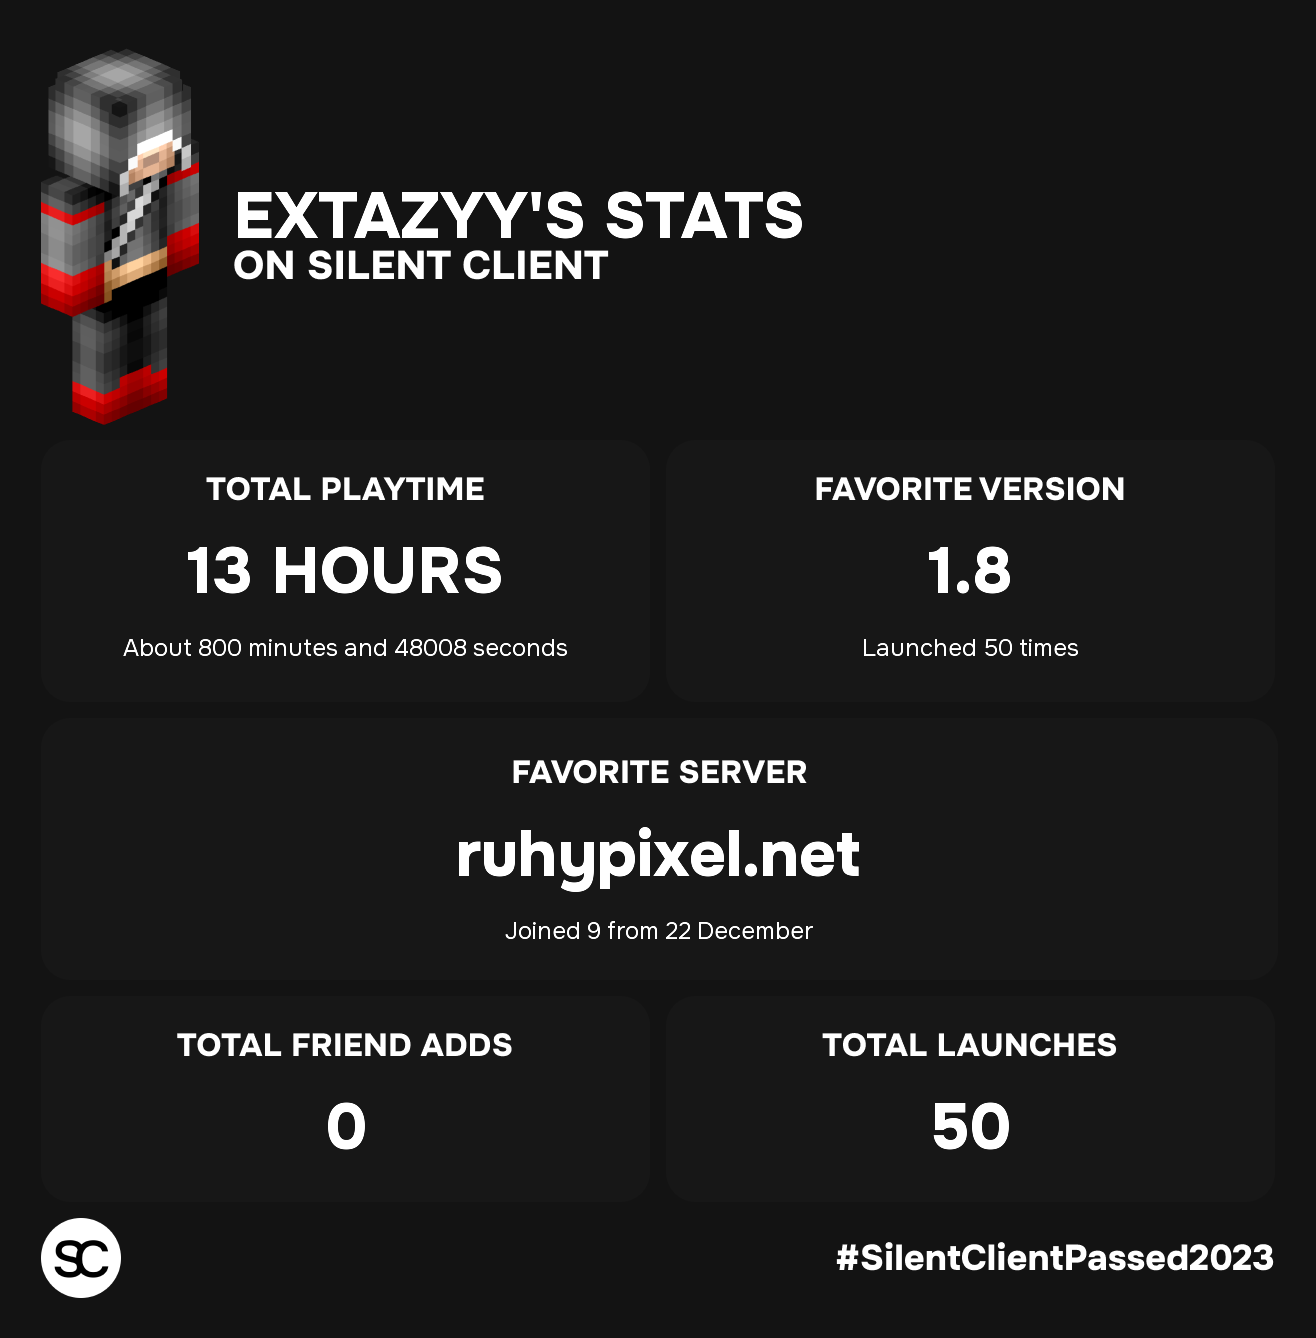 EXTAZYY'S STATS
ON SILENT CLIENT
TOTAL PLAYTIME
13 HOURS
About 800 minutes and 48008 seconds
FAVORITE VERSION
1.8
Launched 50 times
FAVORITE SERVER
ruhypixel.net
Joined 9 from 22 December
TOTAL FRIEND ADDS
0
TOTAL LAUNCHES
50
SC
#SilentClientPassed2023